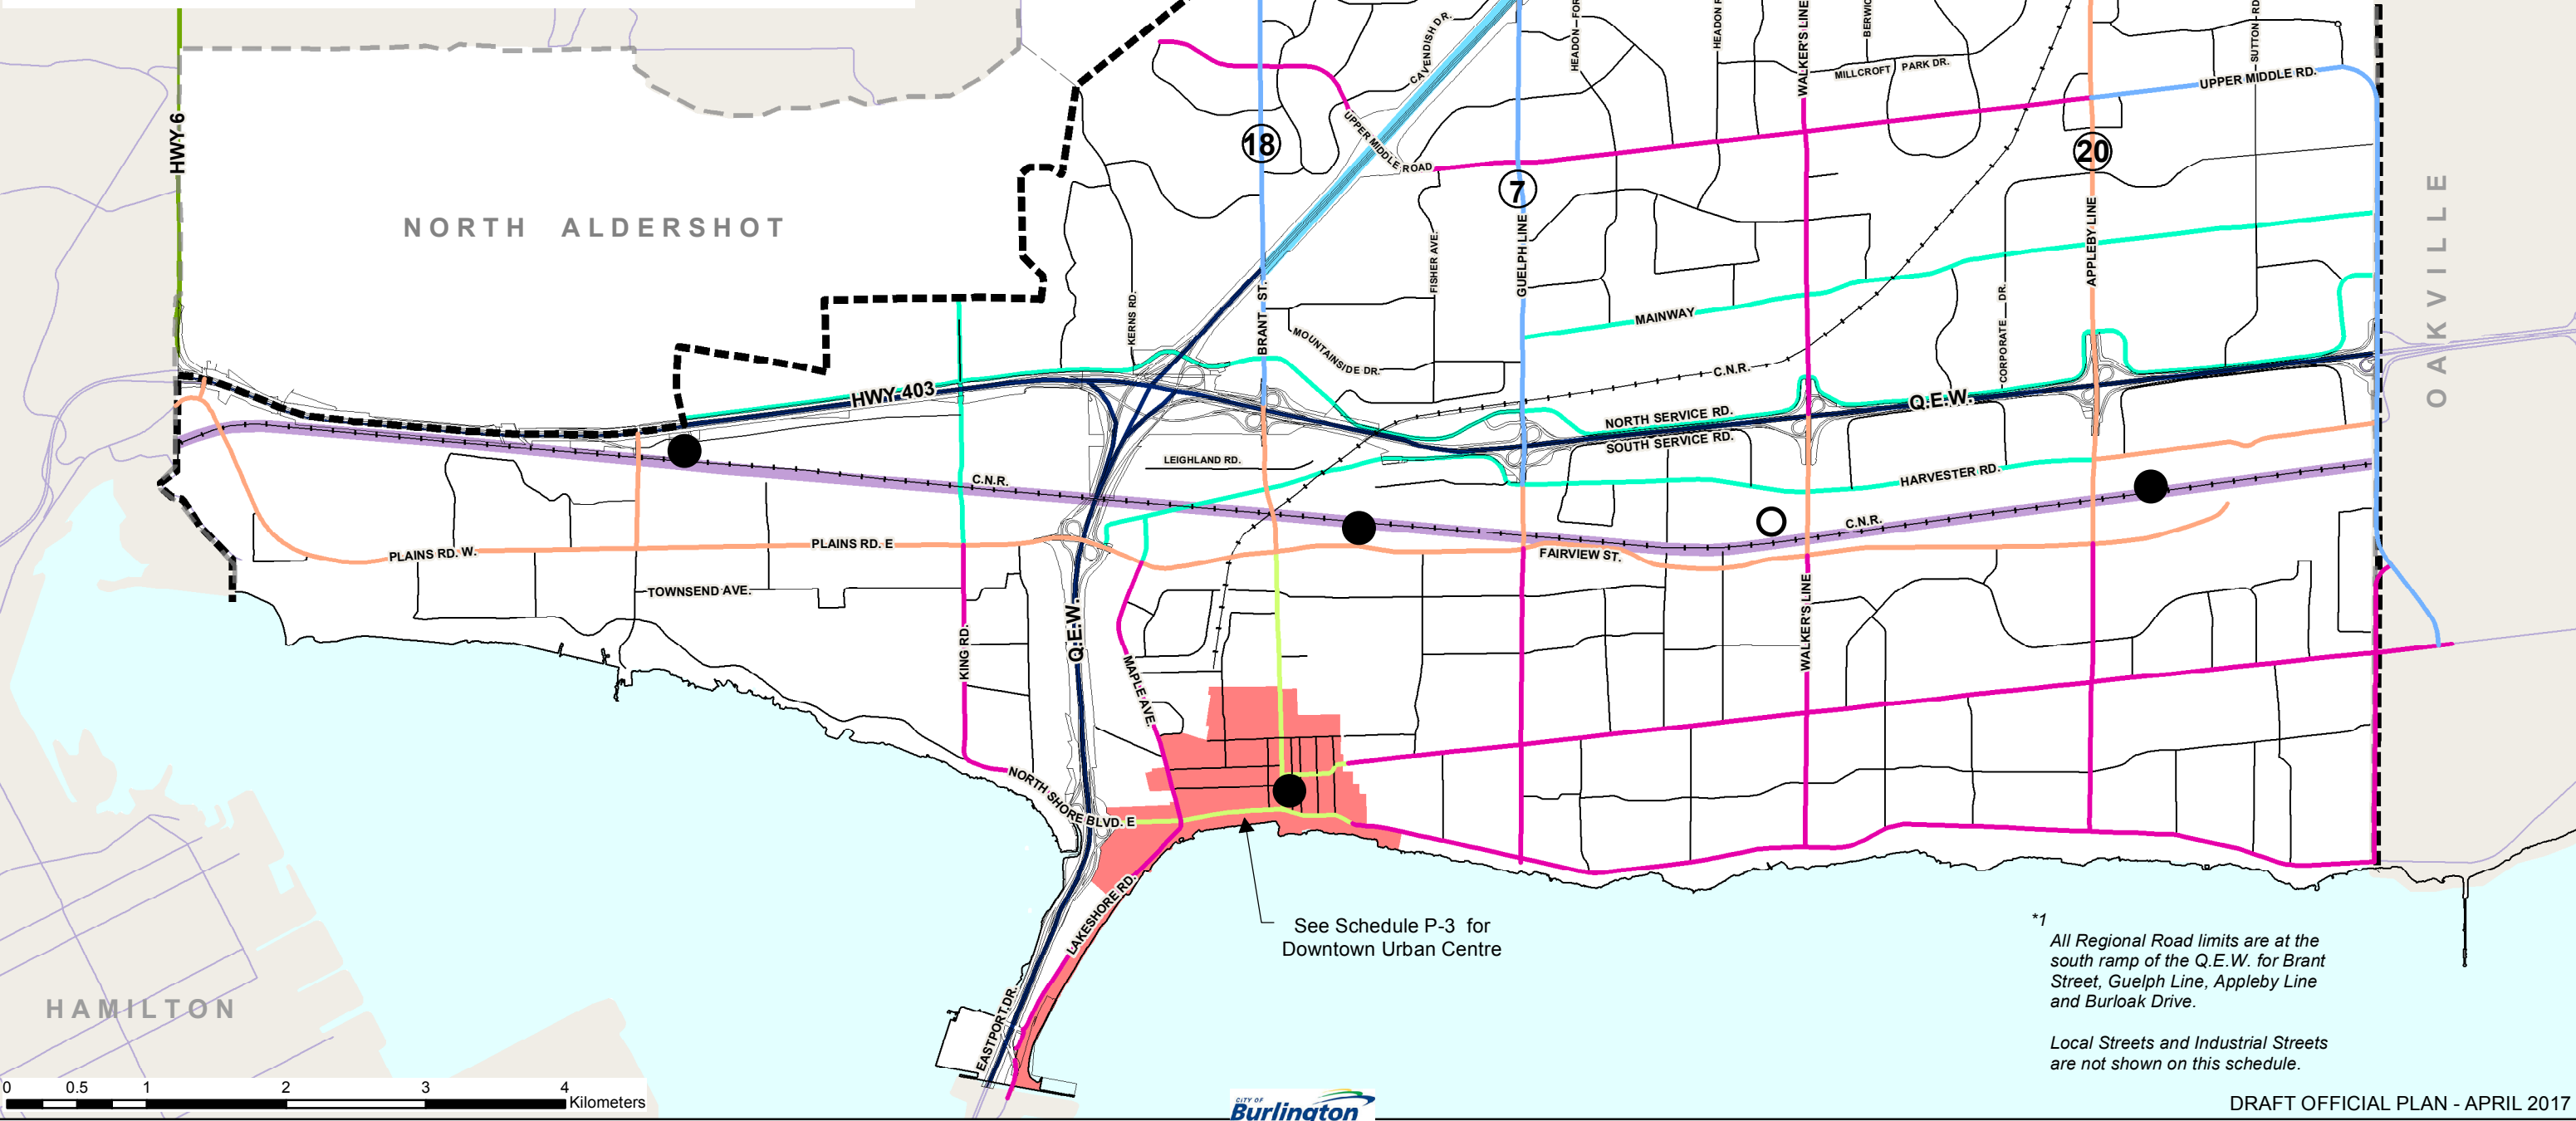 HWY 6
NORTH ALDERSHOT
CAVENDISH DR.
WALKER'S LINE
MILLCROFT PARK DR.
SUTTON RD
UPPER MIDDLE RD.
UPPER MIDDLE ROAD
18
7
20
KERNS RD.
BRANT ST.
MOUNTAINSIDE DR.
FISHER AVE.
GUELPH LINE
MAINWAY
C.N.R.
CORPORATE DR.
APPLEBY LINE
OAKVILLE
HWY 403
NORTH SERVICE RD.
SOUTH SERVICE RD.
Q.E.W.
LEIGHLAND RD.
C.N.R.
HARVESTER RD.
C.N.R.
PLAINS RD. W.
PLAINS RD. E
FAIRVIEW ST.
TOWNSEND AVE.
KING RD.
Q.E.W.
MAPLE AVE.
WALKER'S LINE
NORTH SHORE BLVD. E
LAKESHORE RD.
EASTPORT DR.
See Schedule P-3 for
Downtown Urban Centre
HAMILTON
*1
All Regional Road limits are at the
south ramp of the Q.E.W. for Brant
Street, Guelph Line, Appleby Line
and Burloak Drive.
Local Streets and Industrial Streets
are not shown on this schedule.
0 0.5 1 2 3 4
Kilometers
CITY OF
Burlington
DRAFT OFFICIAL PLAN - APRIL 2017